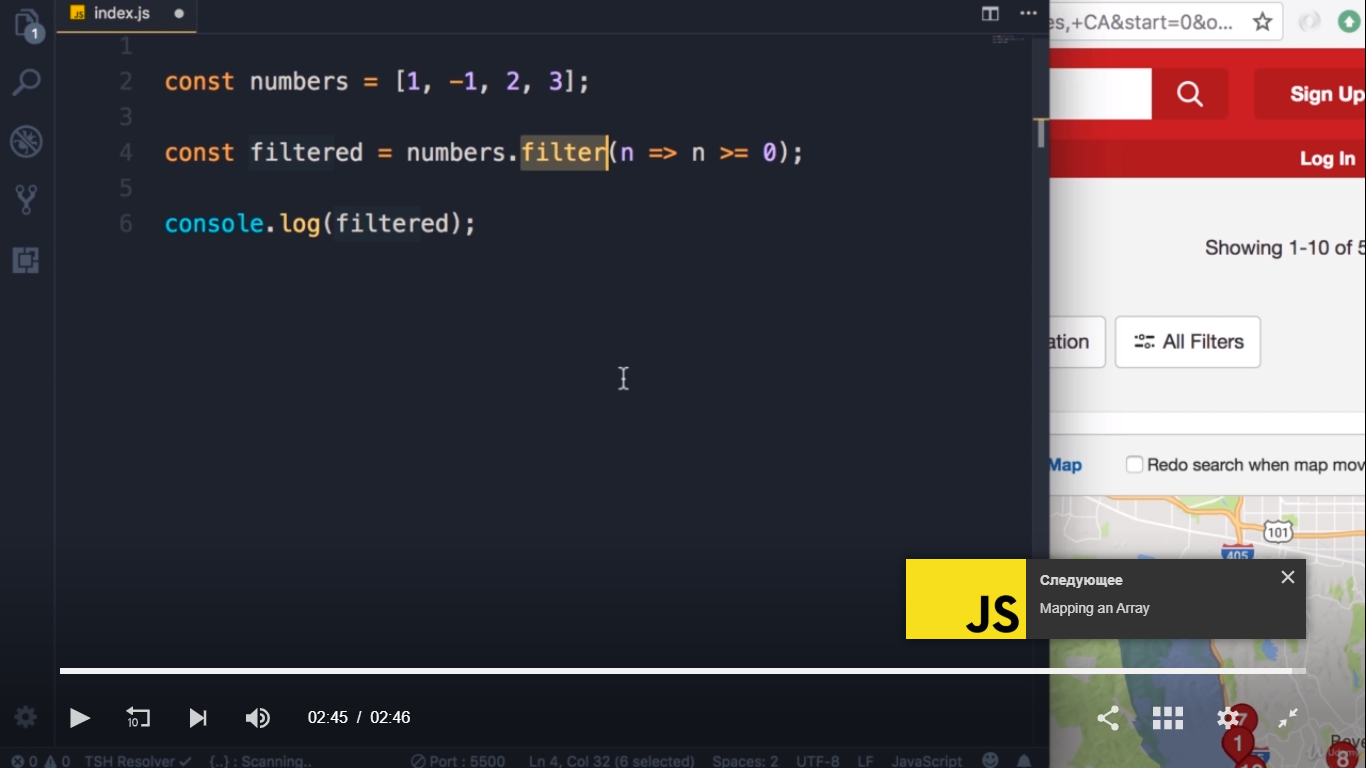 1
JS index.js
1
2 const numbers = [1, -1, 2, 3];
3
4 const filtered = numbers.filter(n => n >= 0);
5
6 console.log(filtered);
es,+CA&start=0&o...
Sign Up
Log In
Showing 1-10 of 5
ation
All Filters
Map
Redo search when map mov
101
405
JS
Следующее
Mapping an Array
10
02:45 / 02:46
7
1
8
Udemy
0 0 TSH Resolver {..} : Scanning.. Port : 5500 Ln 4, Col 32 (6 selected) Spaces: 2 UTF-8 LF JavaScript